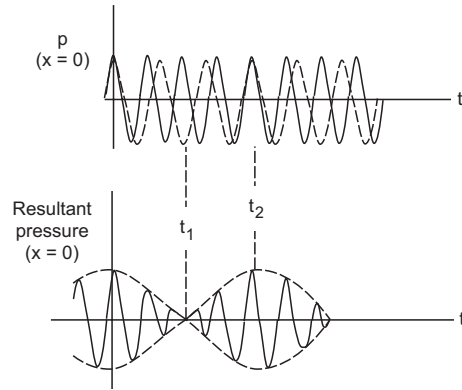 p
(x = 0)
t
t1
t2
Resultant
pressure
(x = 0)
t